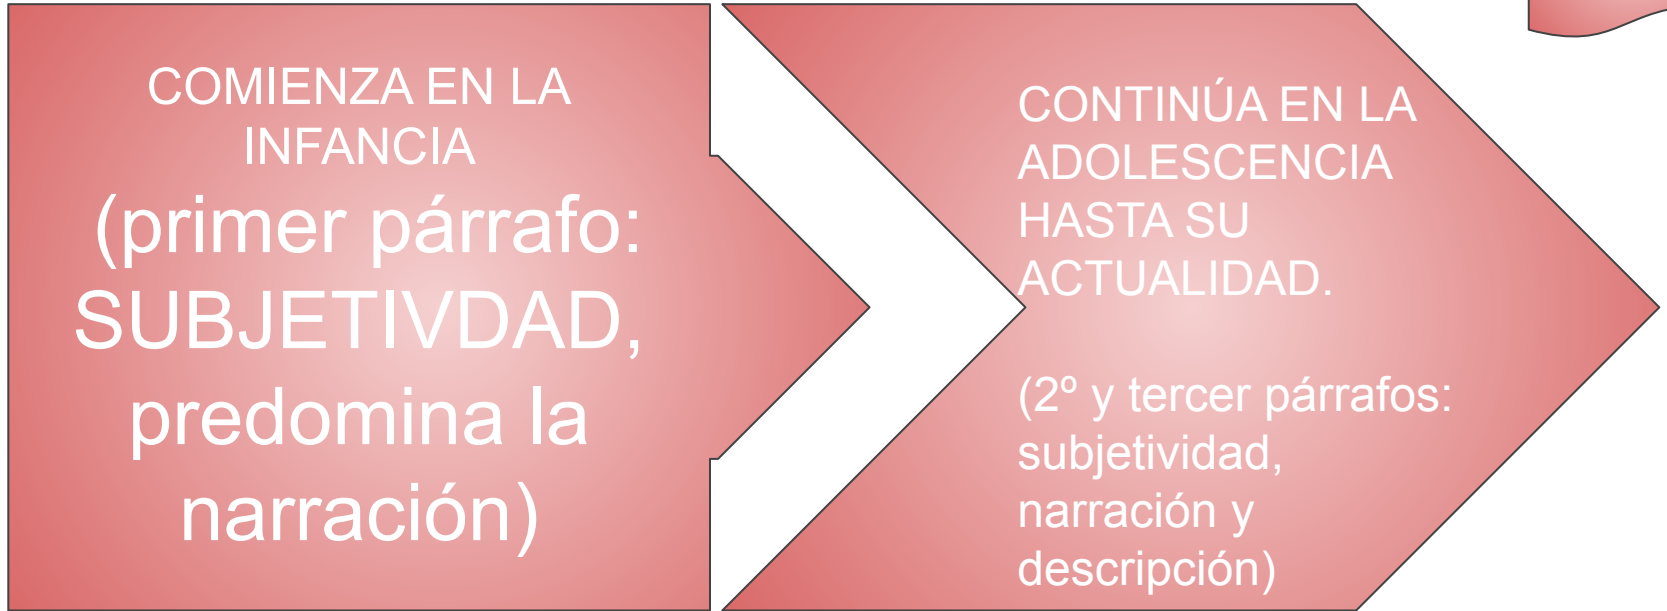 COMIENZA EN LA
INFANCIA
(primer párrafo:
SUBJETIVDAD,
predomina la
narración)
CONTINÚA EN LA
ADOLESCENCIA
HASTA SU
ACTUALIDAD.
(2º y tercer párrafos:
subjetividad,
narración y
descripción)